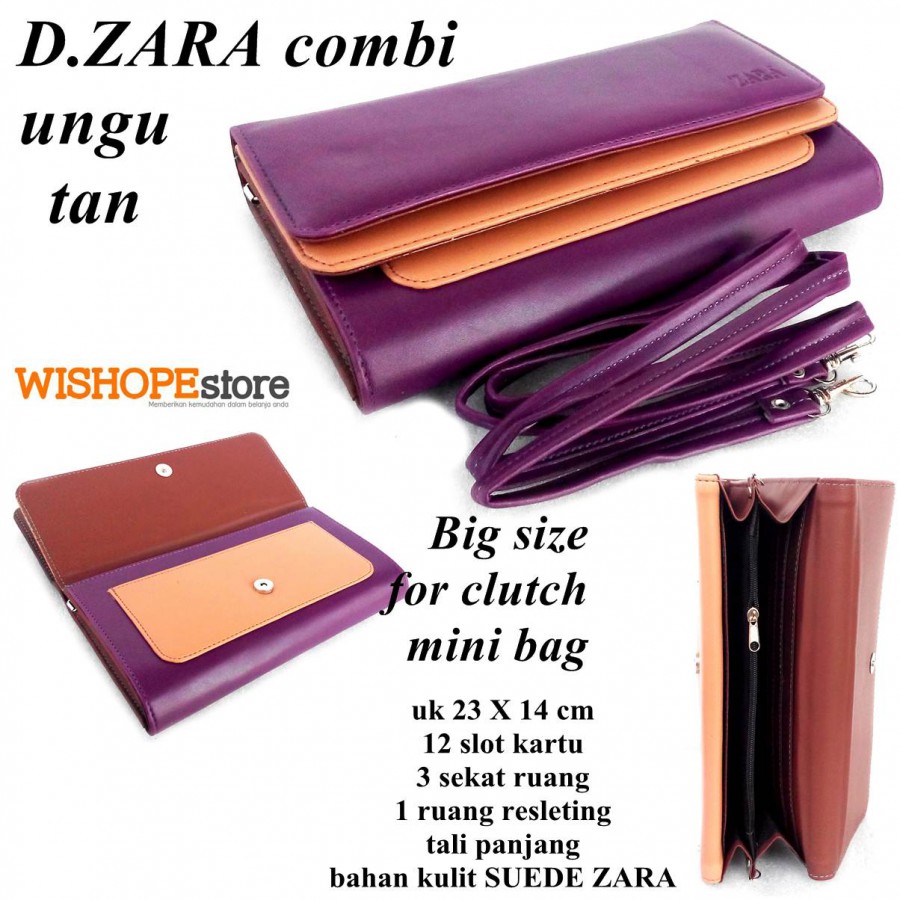 D.ZARA combi
ungu
tan
ZARA
WISHOPEstore
Memberikan kemudahan dalam belanja anda
Big size
for clutch
mini bag
uk 23 X 14 cm
12 slot kartu
3 sekat ruang
1 ruang resleting
tali panjang
bahan kulit SUEDE ZARA